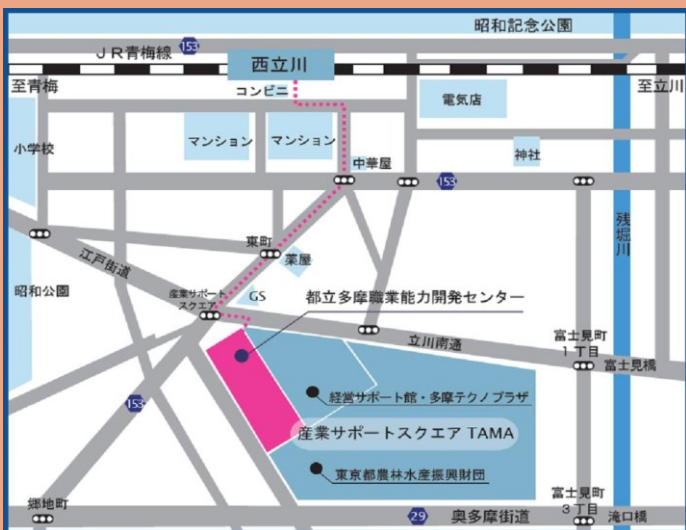 昭和記念公園
JR青梅線
153
西立川
至青梅
至立川
コンビニ
電気店
小学校
マンション
マンション
中華屋
神社
153
残堀川
東町
薬屋
江戸街道
昭和公園
産業サポート
スクエア
GS
都立多摩職業能力開発センター
立川南通
富士見町
1丁目
富士見橋
153
経営サポート館・多摩テクノプラザ
産業サポートスクエア TAMA
東京都農林水産振興財団
郷地町
29
奥多摩街道
富士見町
3丁目
滝口橋